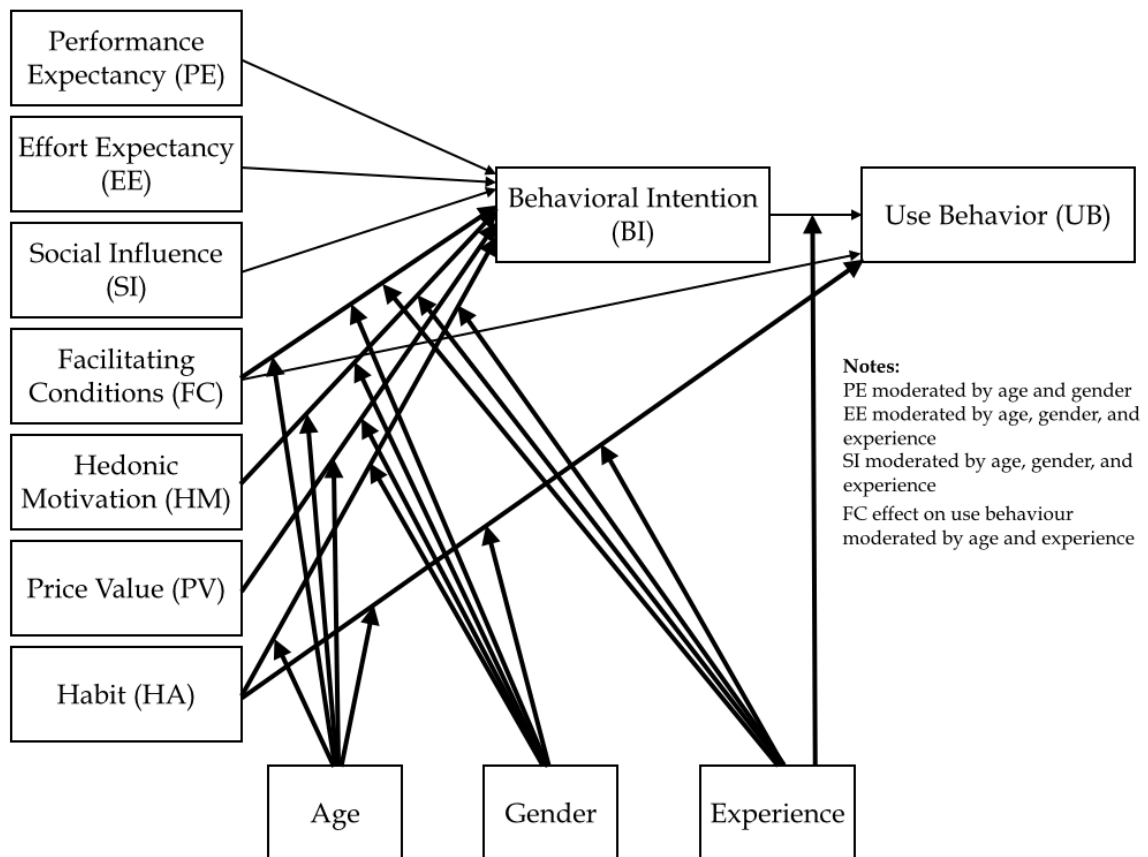 Performance
Expectancy (PE)
Effort Expectancy
(EE)
Social Influence
(SI)
Facilitating
Conditions (FC)
Hedonic
Motivation (HM)
Price Value (PV)
Habit (HA)
Behavioral Intention
(BI)
Use Behavior (UB)
Notes:
PE moderated by age and gender
EE moderated by age, gender, and
experience
SI moderated by age, gender, and
experience
FC effect on use behaviour
moderated by age and experience
Age
Gender
Experience